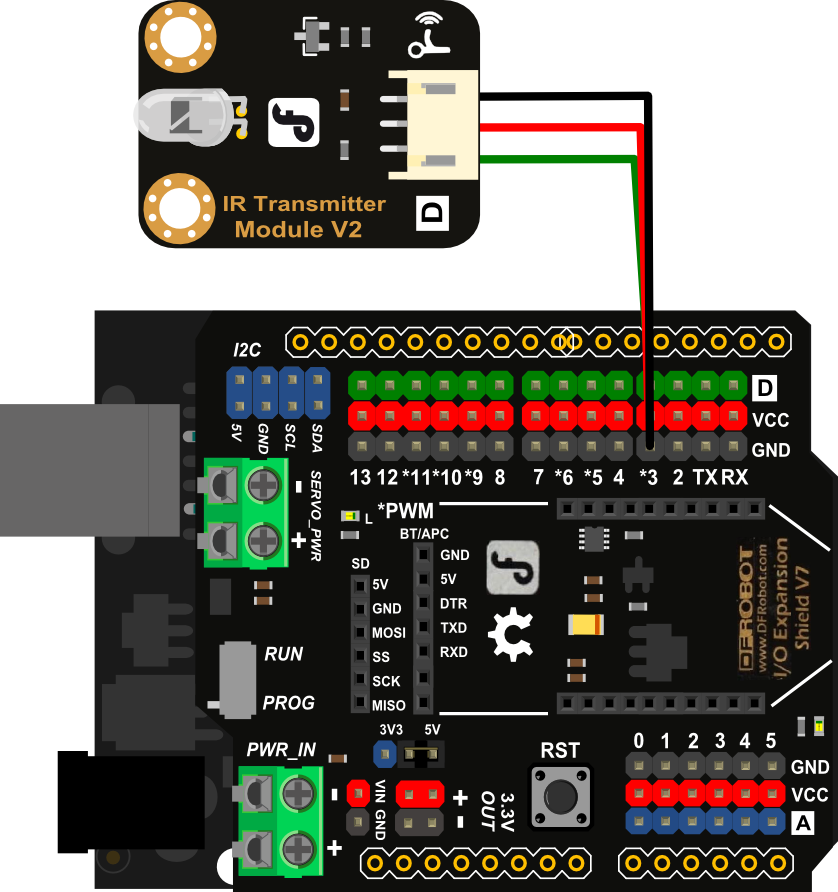 IR Transmitter
Module V2
D
I2C
5V
GND
SCL
SDA
D
VCC
GND
13 12 *11 *10 *9 8 7 *6 *5 4 *3 2 TX RX
SERVO_PWR
-
+
L
*PWM
BT/APC
GND
5V
DTR
TXD
RXD
SD
5V
GND
MOSI
SS
SCK
MISO
DFROBOT
www.DFRobot.com
I/O Expansion
Shield V7
RUN
PROG
PWR_IN
-
+
3V3 5V
VIN
GND
+
-
3.3V
OUT
RST
0 1 2 3 4 5
GND
VCC
A